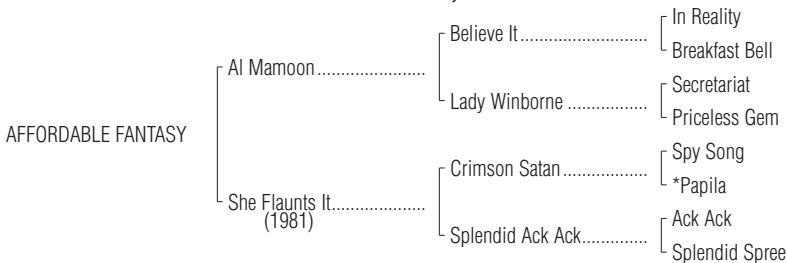 In Reality
Believe It
Breakfast Bell
Al Mamoon
Secretariat
Lady Winborne
Priceless Gem
AFFORDABLE FANTASY
Spy Song
Crimson Satan
*Papila
She Flaunts It
(1981)
Ack Ack
Splendid Ack Ack
Splendid Spree